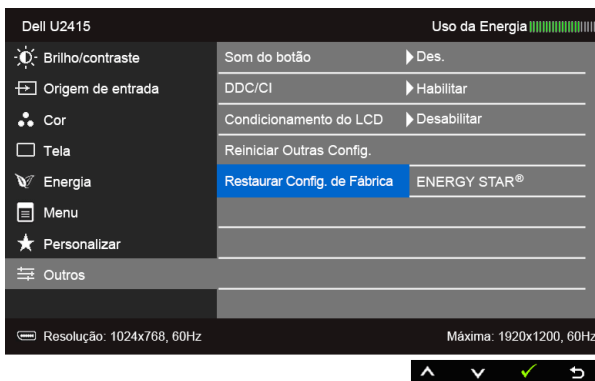 Dell U2415 Uso da Energia
Brilho/contraste Som do botão Des.
Origem de entrada DDC/CI Habilitar
Cor Condicionamento do LCD Desabilitar
Tela Reiniciar Outras Config.
Energia Restaurar Config. de Fábrica ENERGY STAR®
Menu
Personalizar
Outros
Resolução: 1024x768, 60Hz Máxima: 1920x1200, 60Hz